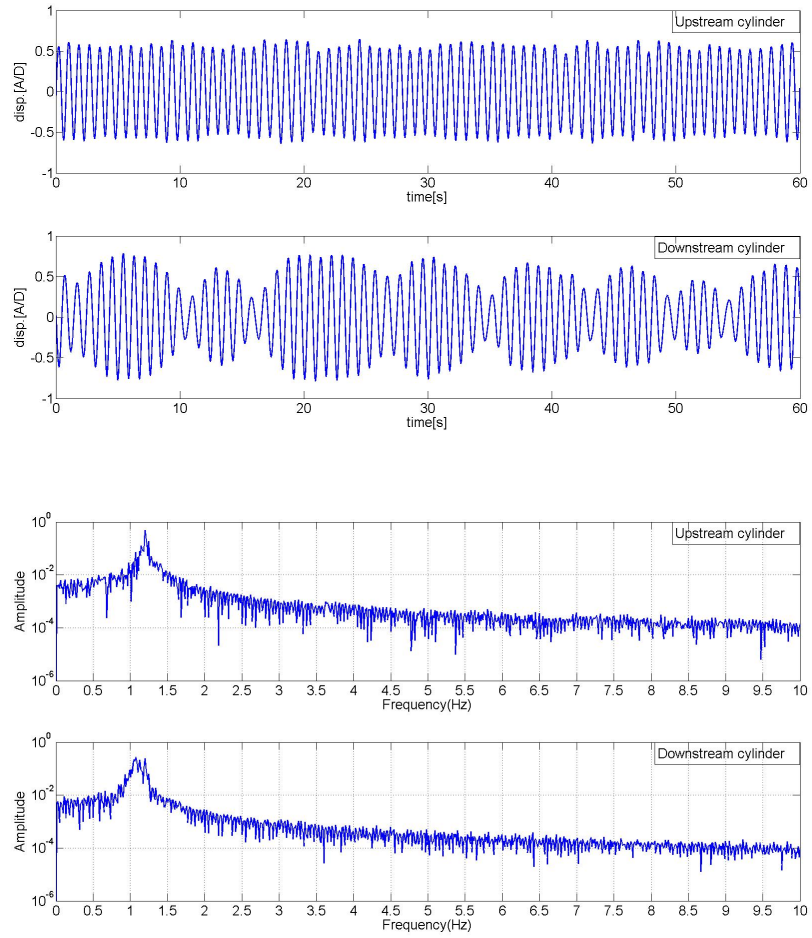 Upstream cylinder
1
0.5
0
-0.5
-1
disp.[A/D]
0 10 20 30 40 50 60
time[s]
Downstream cylinder
1
0.5
0
-0.5
-1
disp.[A/D]
0 10 20 30 40 50 60
time[s]
Upstream cylinder
10^0
10^-2
10^-4
10^-6
Amplitude
0 0.5 1 1.5 2 2.5 3 3.5 4 4.5 5 5.5 6 6.5 7 7.5 8 8.5 9 9.5 10
Frequency(Hz)
Downstream cylinder
10^0
10^-2
10^-4
10^-6
Amplitude
0 0.5 1 1.5 2 2.5 3 3.5 4 4.5 5 5.5 6 6.5 7 7.5 8 8.5 9 9.5 10
Frequency(Hz)